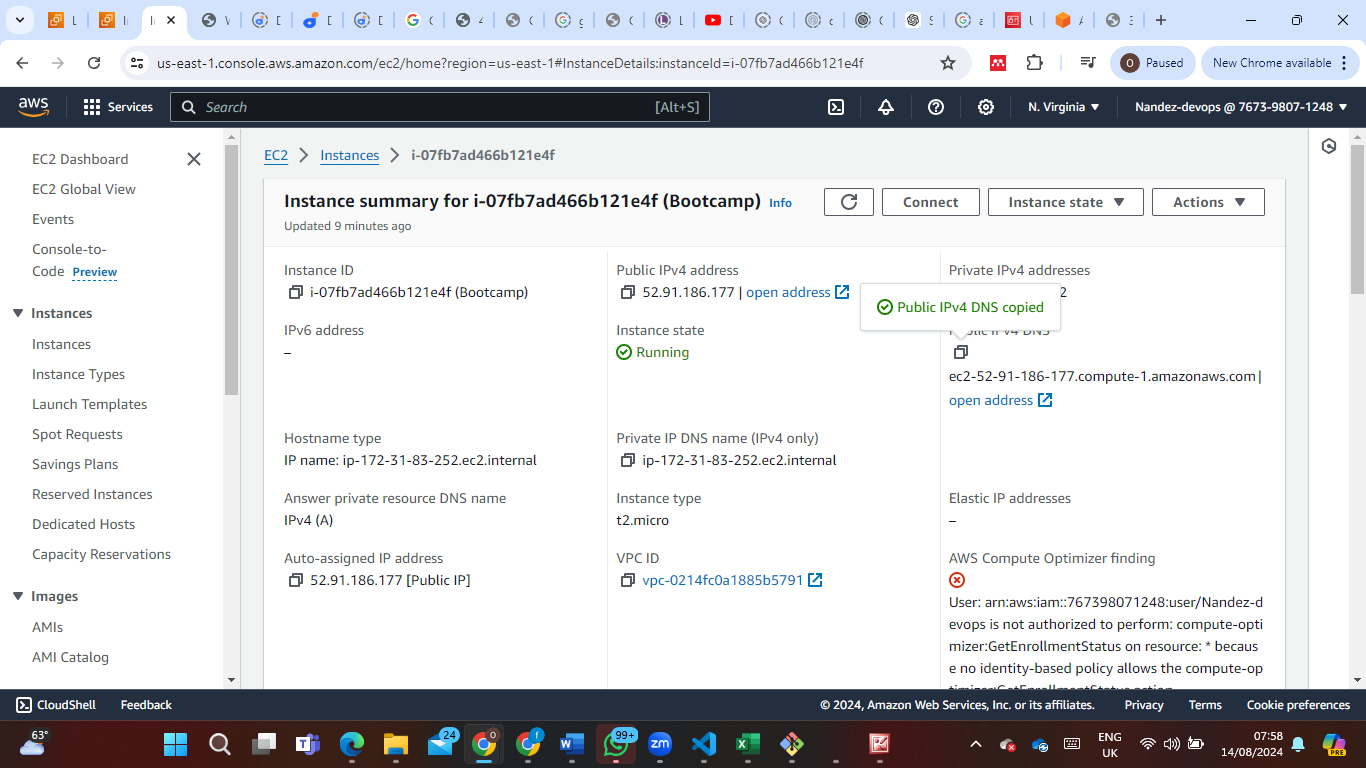 us-east-1.console.aws.amazon.com/ec2/home?region=us-east-1#InstanceDetails:instanceId=i-07fb7ad466b121e4f
O Paused
New Chrome available
aws
Services
Search
[Alt+S]
N. Virginia
Nandez-devops @ 7673-9807-1248
EC2 Dashboard
EC2 Global View
Events
Console-to-
Code Preview
Instances
Instances
Instance Types
Launch Templates
Spot Requests
Savings Plans
Reserved Instances
Dedicated Hosts
Capacity Reservations
Images
AMIs
AMI Catalog
EC2 Instances i-07fb7ad466b121e4f
Instance summary for i-07fb7ad466b121e4f (Bootcamp) Info
Updated 9 minutes ago
Connect
Instance state
Actions
Instance ID
i-07fb7ad466b121e4f (Bootcamp)
Public IPv4 address
52.91.186.177 | open address
Private IPv4 addresses
2
Public IPv4 DNS copied
IPv6 address
–
Instance state
Running
Public IPv4 DNS
ec2-52-91-186-177.compute-1.amazonaws.com |
open address
Hostname type
IP name: ip-172-31-83-252.ec2.internal
Private IP DNS name (IPv4 only)
ip-172-31-83-252.ec2.internal
Answer private resource DNS name
IPv4 (A)
Instance type
t2.micro
Elastic IP addresses
–
Auto-assigned IP address
52.91.186.177 [Public IP]
VPC ID
vpc-0214fc0a1885b5791
AWS Compute Optimizer finding
User: arn:aws:iam::767398071248:user/Nandez-d
evops is not authorized to perform: compute-opti
mizer:GetEnrollmentStatus on resource: * becaus
e no identity-based policy allows the compute-op
timizer:GetEnrollmentStatus action
CloudShell
Feedback
© 2024, Amazon Web Services, Inc. or its affiliates.
Privacy
Terms
Cookie preferences
63°
24
99+
ENG
UK
07:58
14/08/2024
PRE